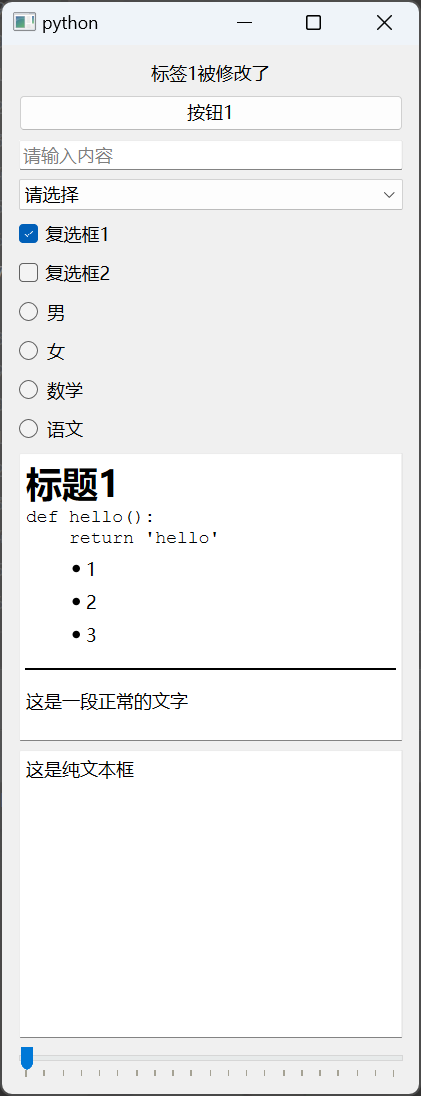 python
标签1被修改了
按钮1
请输入内容
请选择
复选框1
复选框2
男
女
数学
语文
标题1
def hello():
    return 'hello'
• 1
• 2
• 3
这是一段正常的文字
这是纯文本框